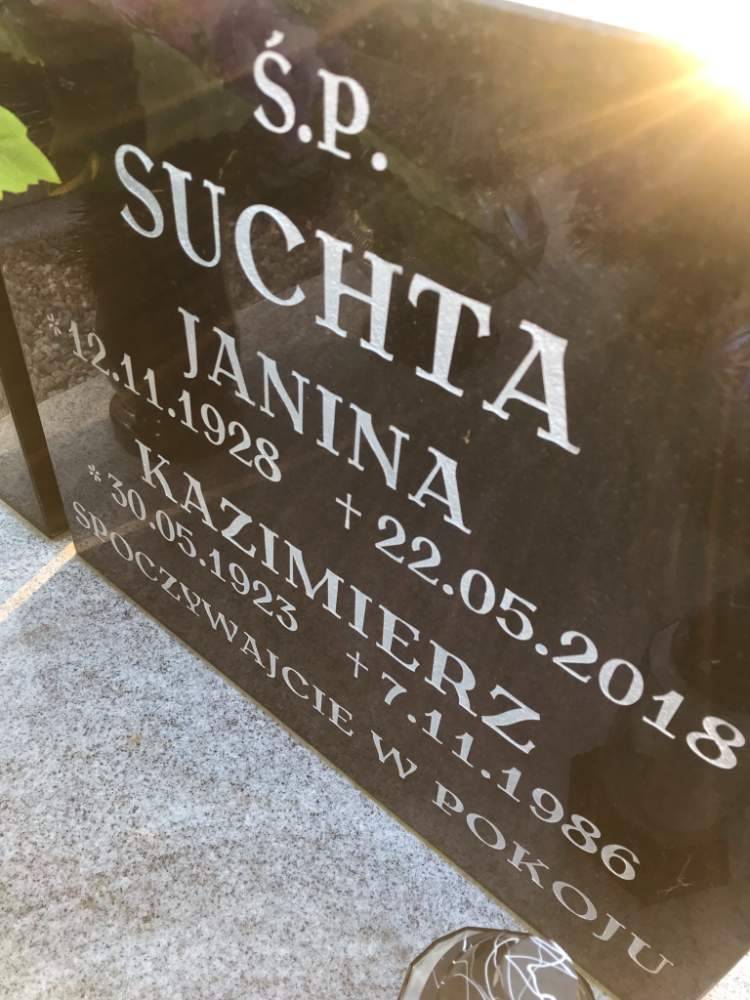 Ś.P.
SUCHTA
JANINA
*12.11.1928 †22.05.2018
KAZIMIERZ
*30.05.1923 †7.11.1986
SPOCZYWAJCIE W POKOJU